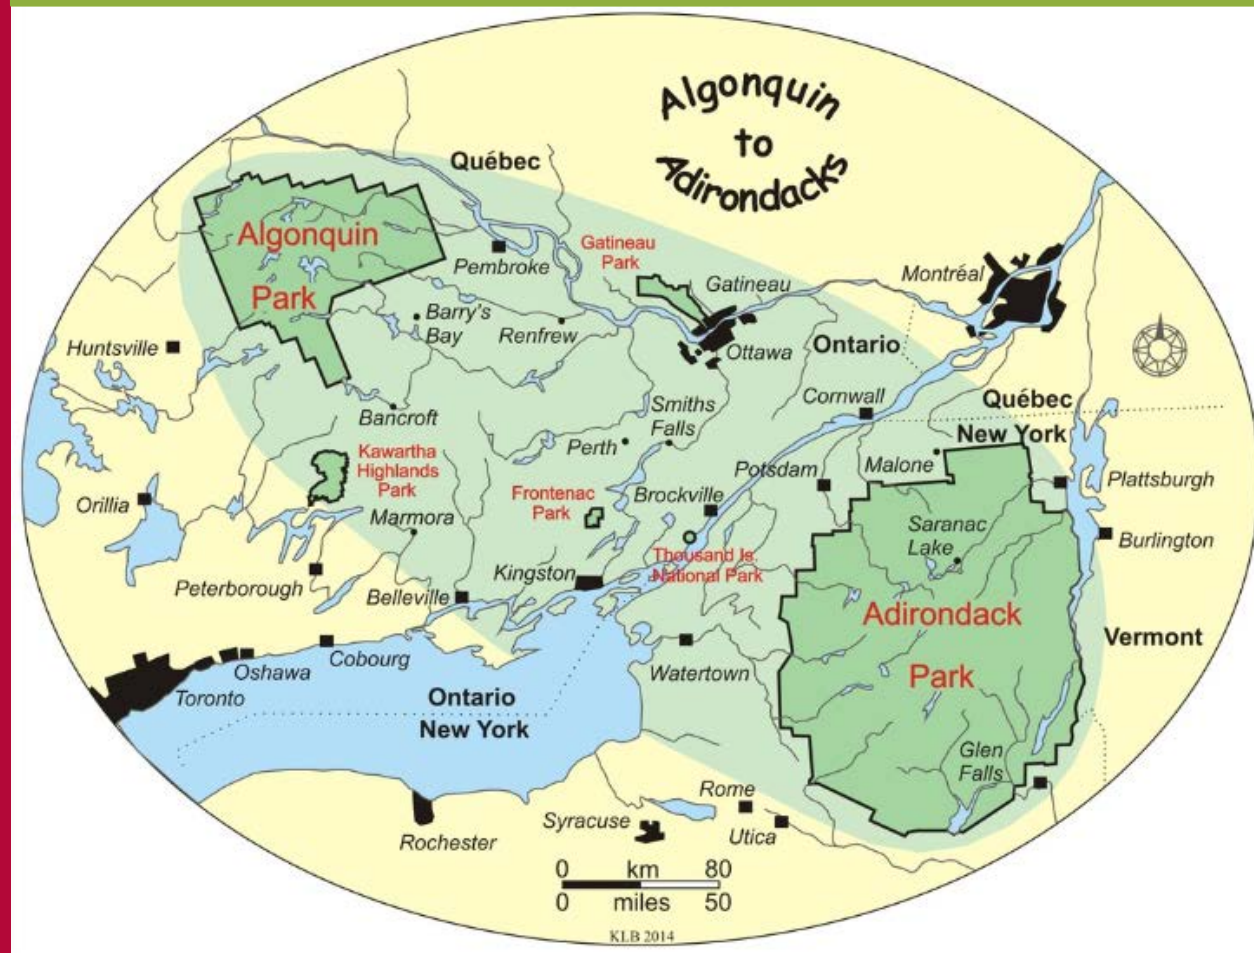 Algonquin
to
Adirondacks
Québec
Algonquin
Park
Pembroke
Gatineau
Park
Gatineau
Montréal
Barry's
Bay
Renfrew
Ottawa
Ontario
Huntsville
Cornwall
Québec
New York
Bancroft
Smiths
Falls
Perth
Kawartha
Highlands
Park
Potsdam
Malone
Plattsburgh
Orillia
Frontenac
Park
Brockville
Marmora
Saranac
Lake
Burlington
Thousand Is.
National Park
Peterborough
Kingston
Belleville
Adirondack
Park
Vermont
Cobourg
Oshawa
Toronto
Watertown
Ontario
New York
Glen
Falls
Rome
Utica
Syracuse
Rochester
0 km 80
0 miles 50
KLB 2014